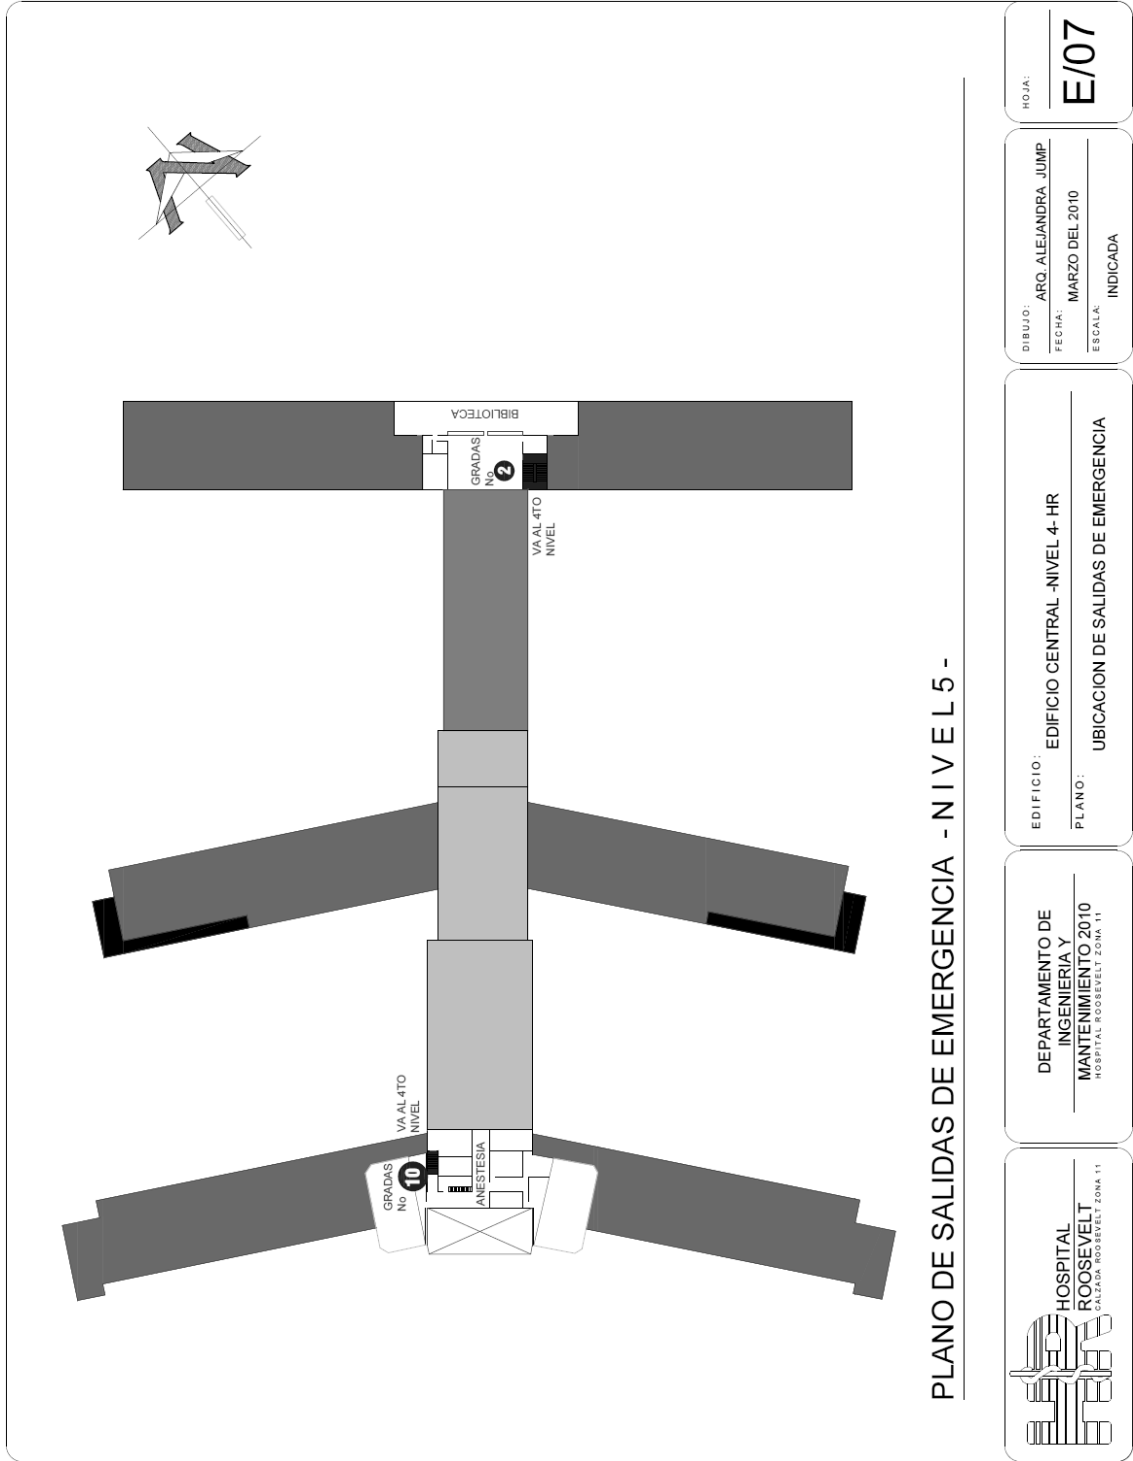 BIBLIOTECA
GRADAS
No 2
VA AL 4TO
NIVEL
VA AL 4TO
NIVEL
GRADAS
No 10
ANESTESIA
PLANO DE SALIDAS DE EMERGENCIA - N I V E L 5 -
HR
HOSPITAL
ROOSEVELT
CALZADA ROOSEVELT ZONA 11
DEPARTAMENTO DE
INGENIERIA Y
MANTENIMIENTO 2010
HOSPITAL ROOSEVELT ZONA 11
EDIFICIO:
EDIFICIO CENTRAL -NIVEL 4- HR
PLANO:
UBICACION DE SALIDAS DE EMERGENCIA
DIBUJO:
ARQ. ALEJANDRA JUMP
FECHA:
MARZO DEL 2010
ESCALA:
INDICADA
HOJA:
E/07